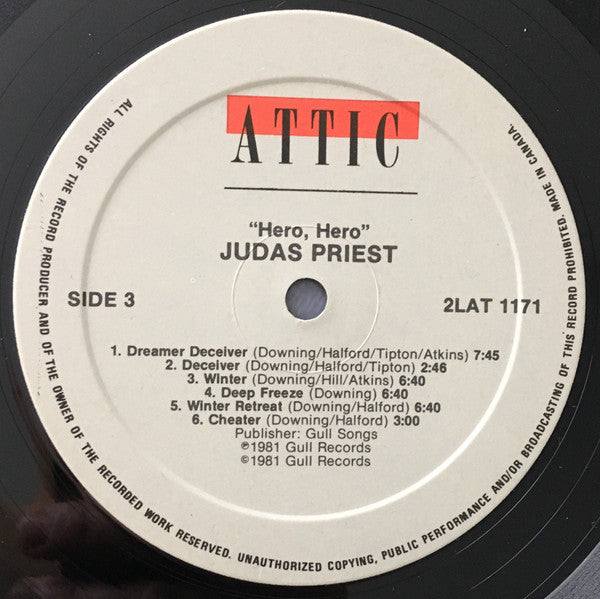 ATTIC
"Hero, Hero"
JUDAS PRIEST
SIDE 3
2LAT 1171
1. Dreamer Deceiver (Downing/Halford/Tipton/Atkins) 7:45
2. Deceiver (Downing/Halford/Tipton) 2:46
3. Winter (Downing/Hill/Atkins) 6:40
4. Deep Freeze (Downing) 6:40
5. Winter Retreat (Downing/Halford) 6:40
6. Cheater (Downing/Halford) 3:00
Publisher: Gull Songs
℗1981 Gull Records
©1981 Gull Records
ALL RIGHTS OF THE RECORD PRODUCER AND OF THE OWNER OF THE RECORDED WORK RESERVED. UNAUTHORIZED COPYING, PUBLIC PERFORMANCE AND/OR BROADCASTING OF THIS RECORD PROHIBITED. MADE IN CANADA.